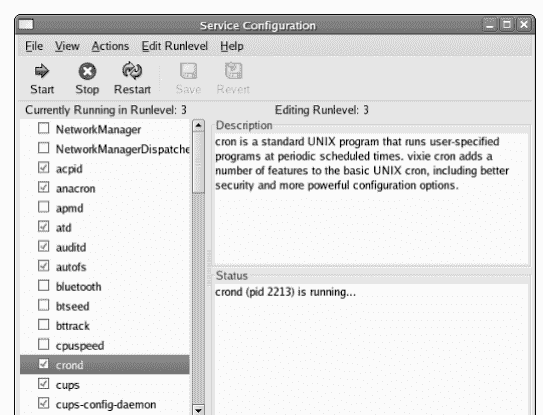 Service Configuration
File View Actions Edit Runlevel Help
Start Stop Restart Save Revert
Currently Running in Runlevel: 3 Editing Runlevel: 3
NetworkManager
NetworkManagerDispatche
acpid
anacron
apmd
atd
auditd
autofs
bluetooth
btseed
bttrack
cpuspeed
crond
cups
cups-config-daemon
Description
cron is a standard UNIX program that runs user-specified
programs at periodic scheduled times. vixie cron adds a
number of features to the basic UNIX cron, including better
security and more powerful configuration options.
Status
crond (pid 2213) is running...